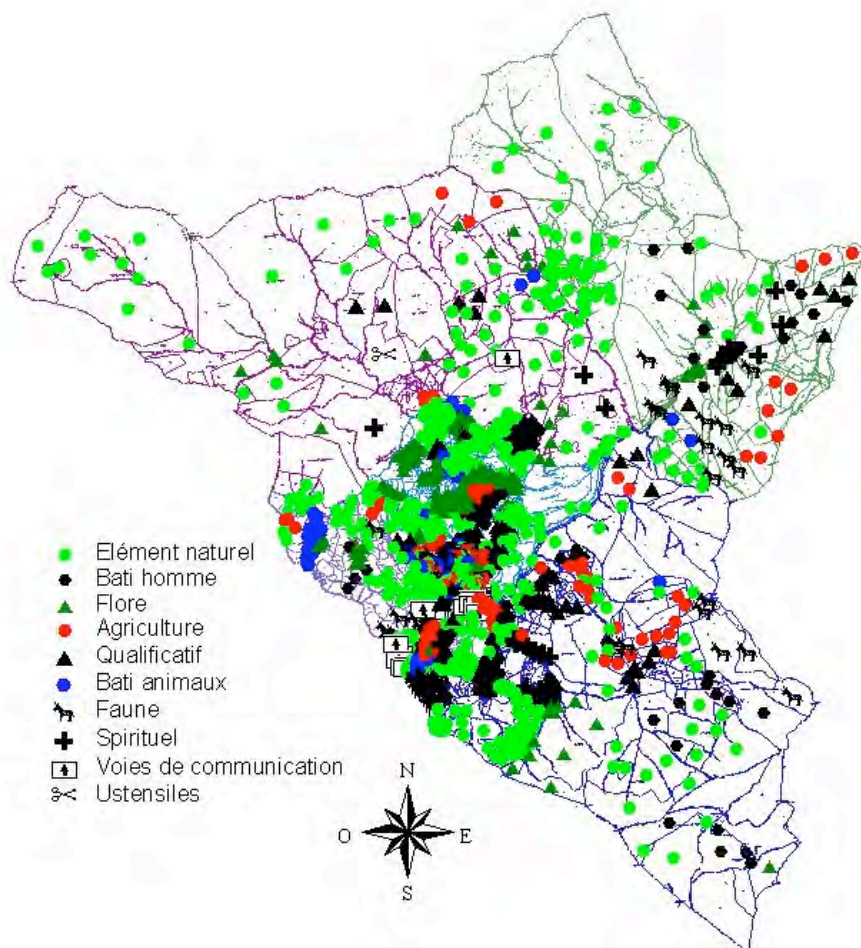 Elément naturel
Bati homme
Flore
Agriculture
Qualificatif
Bati animaux
Faune
Spirituel
Voies de communication
Ustensiles
N
O
E
S